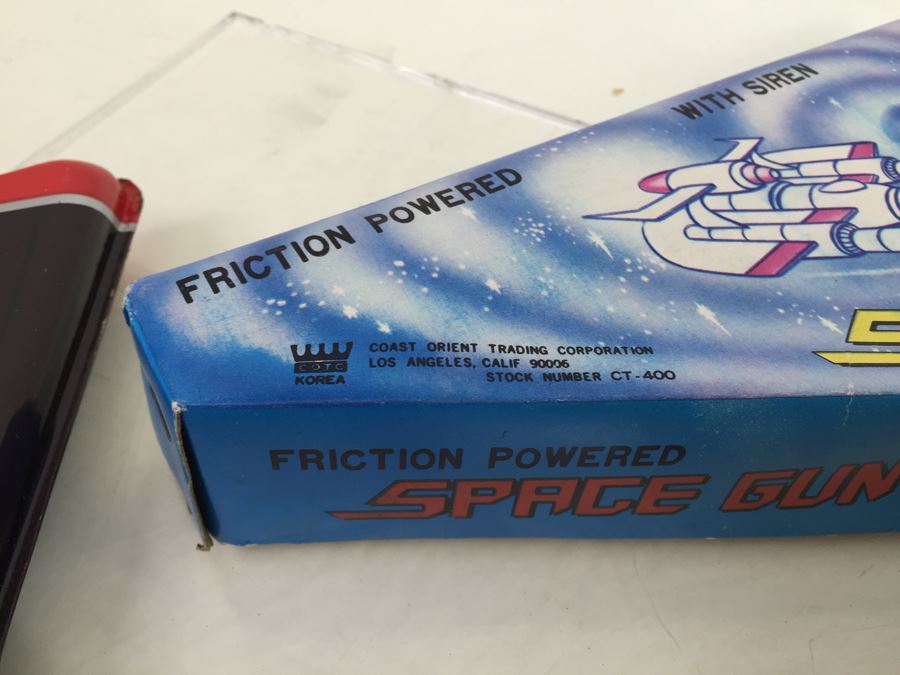 WITH SIREN
FRICTION POWERED
COTC
KOREA
COAST ORIENT TRADING CORPORATION
LOS ANGELES, CALIF 90006
STOCK NUMBER CT-400
FRICTION POWERED
SPACE GUN